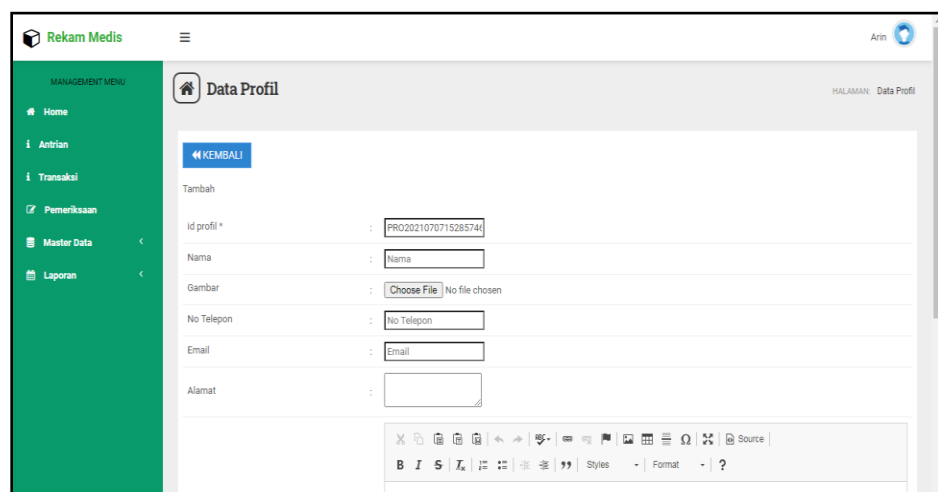 Rekam Medis
Arin
MANAGEMENT MENU
Home
Antrian
Transaksi
Pemeriksaan
Master Data
Laporan
Data Profil
HALAMAN: Data Profil
KEMBALI
Tambah
id profil * : PRO2021070715285746
Nama : Nama
Gambar : Choose File No file chosen
No Telepon : No Telepon
Email : Email
Alamat :
Source
B I S Ix Styles Format ?